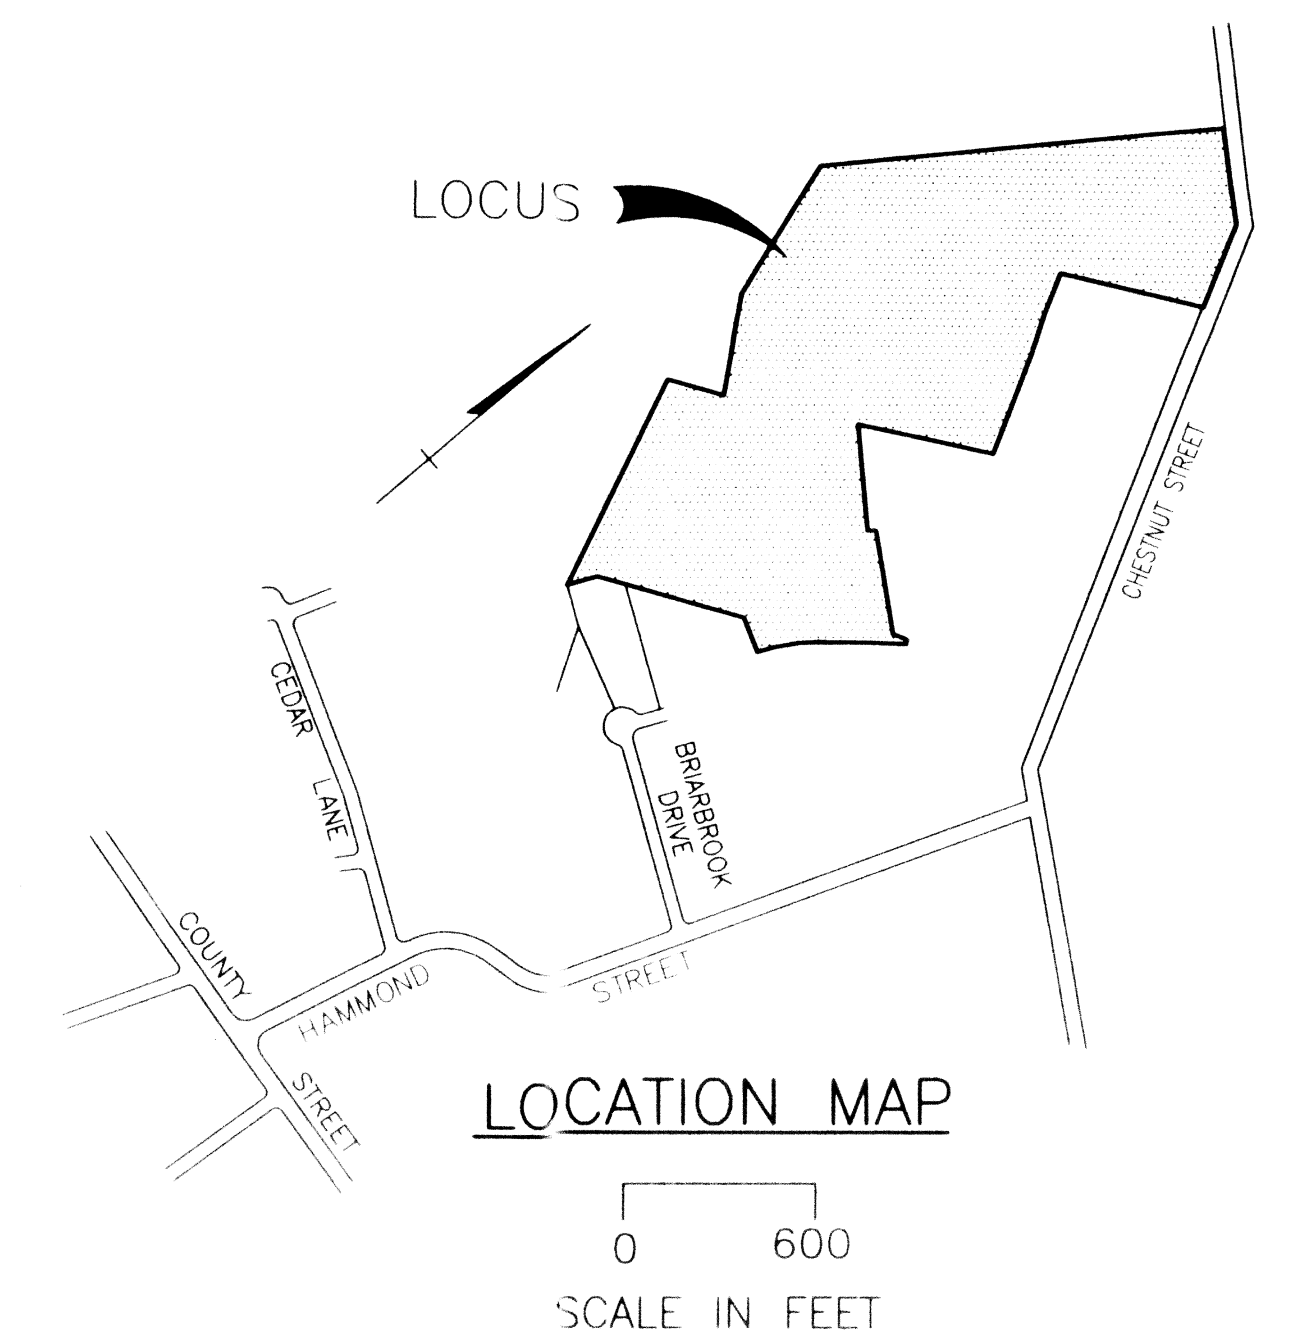 LOCUS
CHESTNUT STREET
CEDAR
LANE
BRIARBROOK
DRIVE
COUNTY
STREET
HAMMOND
STREET
LOCATION MAP
0 600
SCALE IN FEET